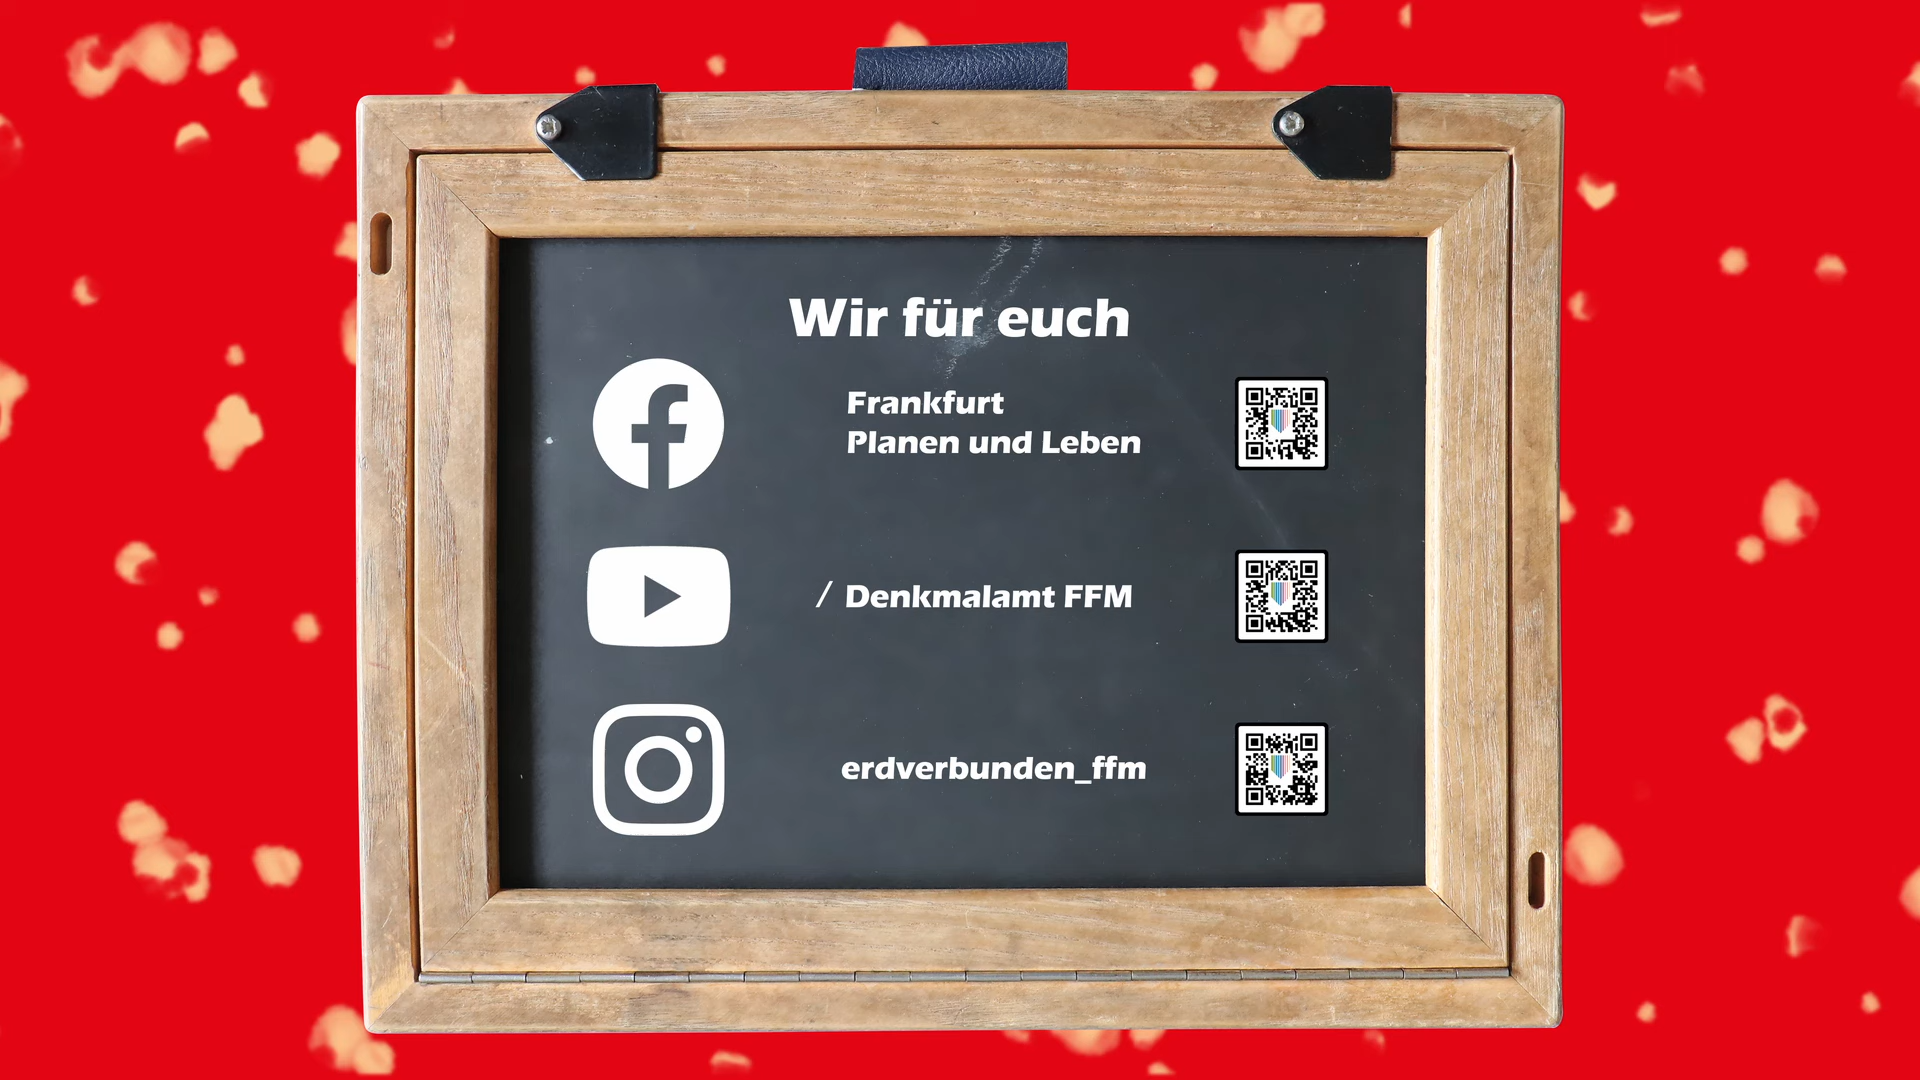 Wir für euch
Frankfurt
Planen und Leben
/ Denkmalamt FFM
erdverbunden_ffm